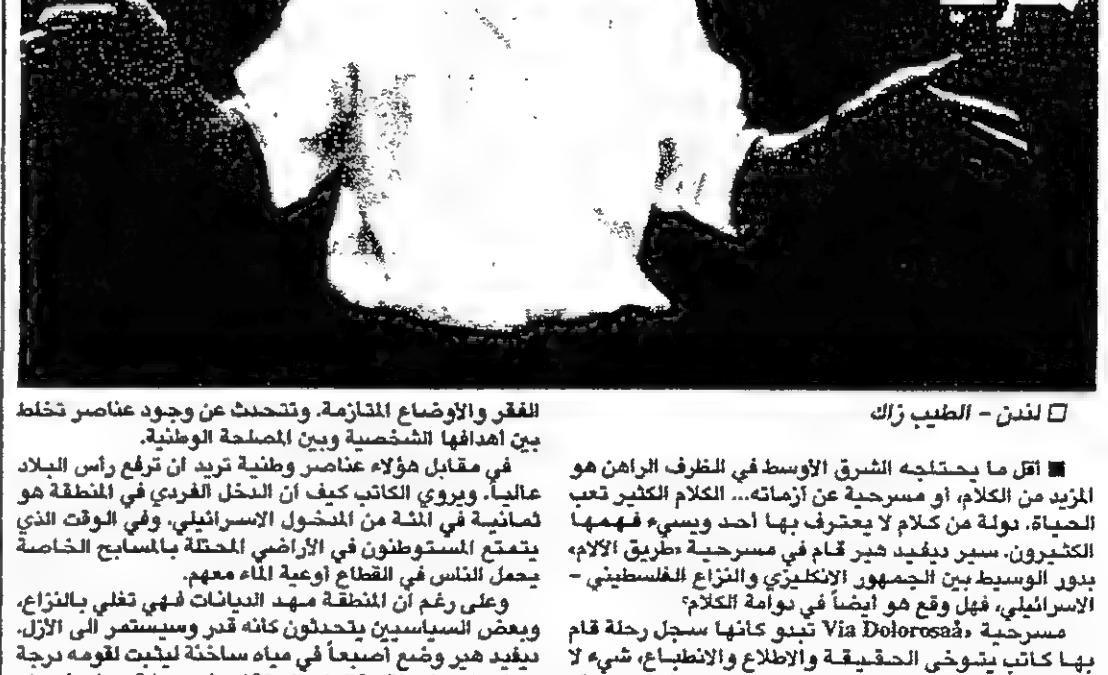 □ لندن - الطيب زاك
■ أقل ما يحتاجه الشرق الأوسط في الظرف الراهن هو
المزيد من الكلام، أو مسرحية عن أزماته... الكلام الكثير تعب
الحياة. دولة من كلام لا يعترف بها أحد ويسيء فهمها
الكثيرون. سير ديفيد هير قام في مسرحية «طريق الآلام»
بدور الوسيط بين الجمهور الانكليزي والنزاع الفلسطيني -
الاسرائيلي، فهل وقع هو أيضاً في دوامة الكلام؟
مسرحية «Via Dolorosaa» تبدو كأنها سجل رحلة قام
بها كاتب يتوخى الحقيقة والاطلاع والانطباع، شيء لا
الفقر والأوضاع المتازمة. وتتحدث عن وجود عناصر تخلط
بين أهدافها الشخصية وبين المصلحة الوطنية.
في مقابل هؤلاء عناصر وطنية تريد ان ترفع رأس البلاد
عالياً. ويروي الكاتب كيف أن الدخل الفردي في المنطقة هو
ثمانية في المئة من المدخول الاسرائيلي، وفي الوقت الذي
يتمتع المستوطنون في الأراضي المحتلة بالمسابح الخاصة
يحمل الناس في القطاع أوعية الماء معهم.
وعلى رغم أن المنطقة مهد الديانات فهي تغلي بالنزاع،
وبعض السياسيين يتحدثون كانه قدر وسيستمر الى الأزل.
ديفيد هير وضع أصبعاً في مياه ساخنة ليثبت لقومه درجة